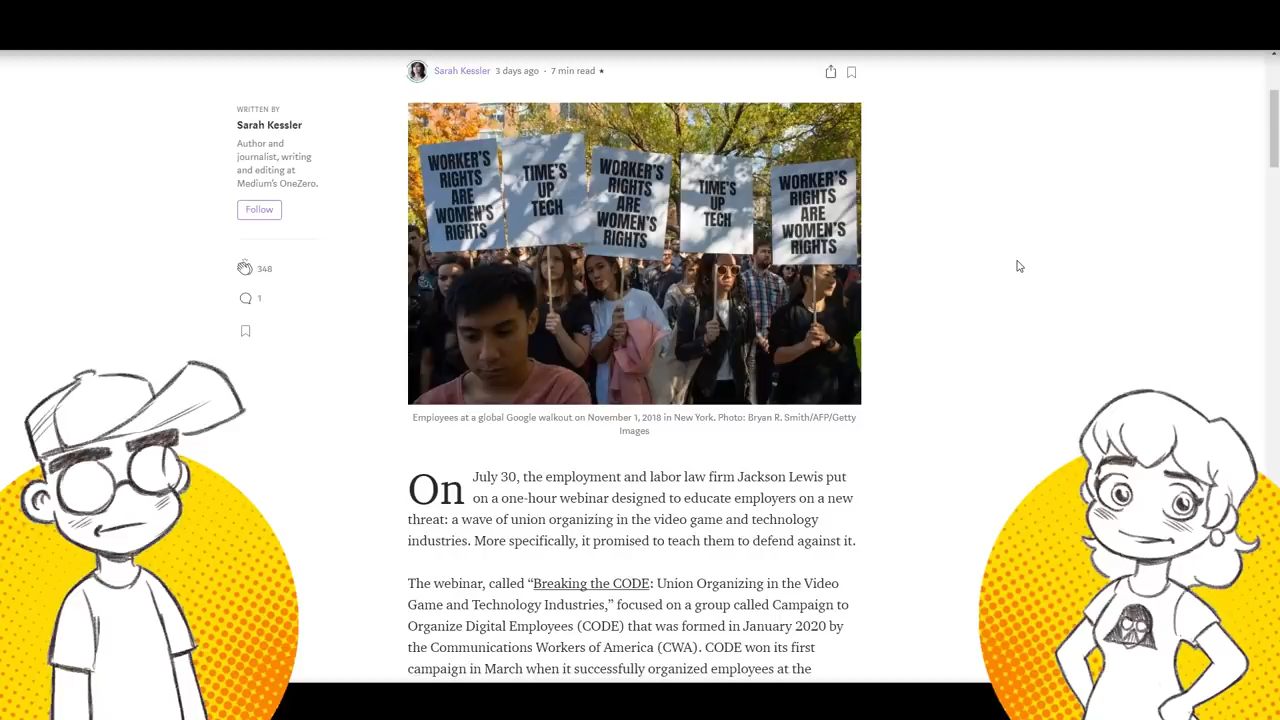 Sarah Kessler 3 days ago · 7 min read ★
WRITTEN BY
Sarah Kessler
Author and
journalist, writing
and editing at
Medium's OneZero.
Follow
348
1
WORKER'S
RIGHTS
ARE
WOMEN'S
RIGHTS
TIME'S
UP
TECH
WORKER'S
RIGHTS
ARE
WOMEN'S
RIGHTS
TIME'S
UP
TECH
WORKER'S
RIGHTS
ARE
WOMEN'S
RIGHTS
Employees at a global Google walkout on November 1, 2018 in New York. Photo: Bryan R. Smith/AFP/Getty
Images
On July 30, the employment and labor law firm Jackson Lewis put
on a one-hour webinar designed to educate employers on a new
threat: a wave of union organizing in the video game and technology
industries. More specifically, it promised to teach them to defend against it.
The webinar, called “Breaking the CODE: Union Organizing in the Video
Game and Technology Industries,” focused on a group called Campaign to
Organize Digital Employees (CODE) that was formed in January 2020 by
the Communications Workers of America (CWA). CODE won its first
campaign in March when it successfully organized employees at the